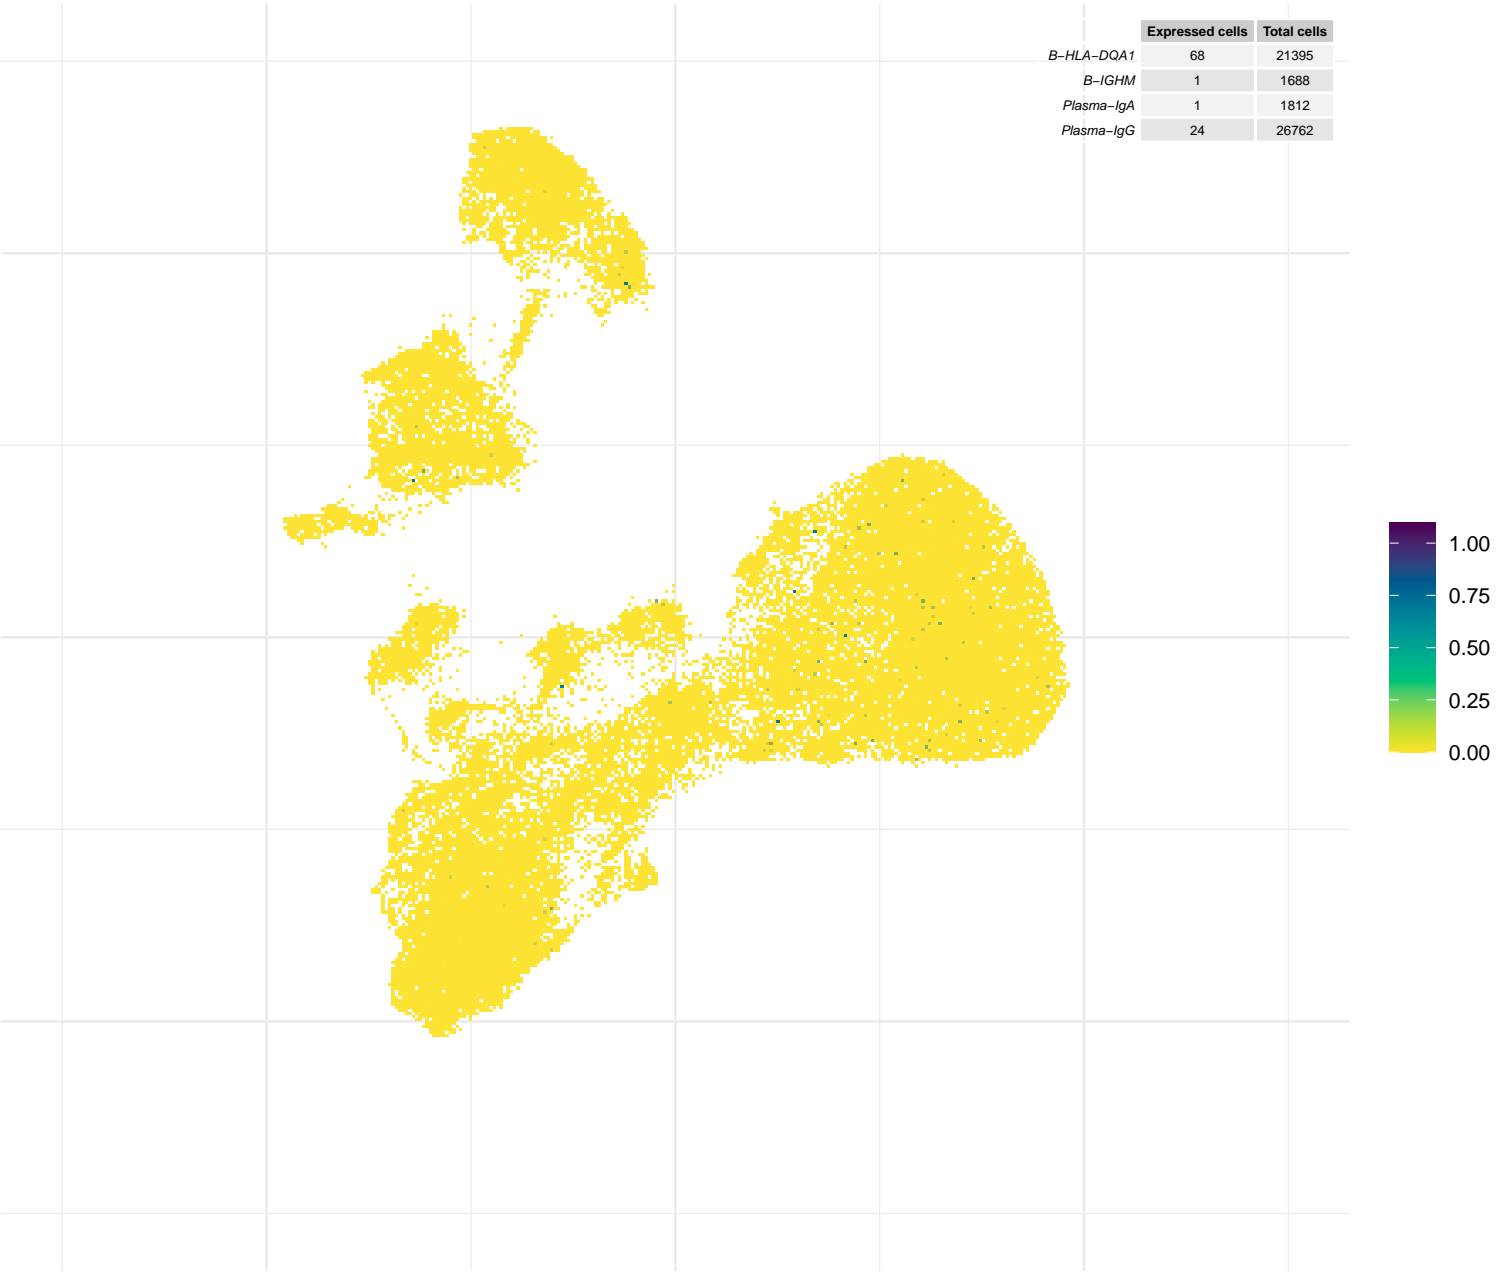 Expressed cells Total cells
B−HLA−DQA1 68 21395
B−IGHM 1 1688
Plasma−IgA 1 1812
Plasma−IgG 24 26762
1.00
0.75
0.50
0.25
0.00